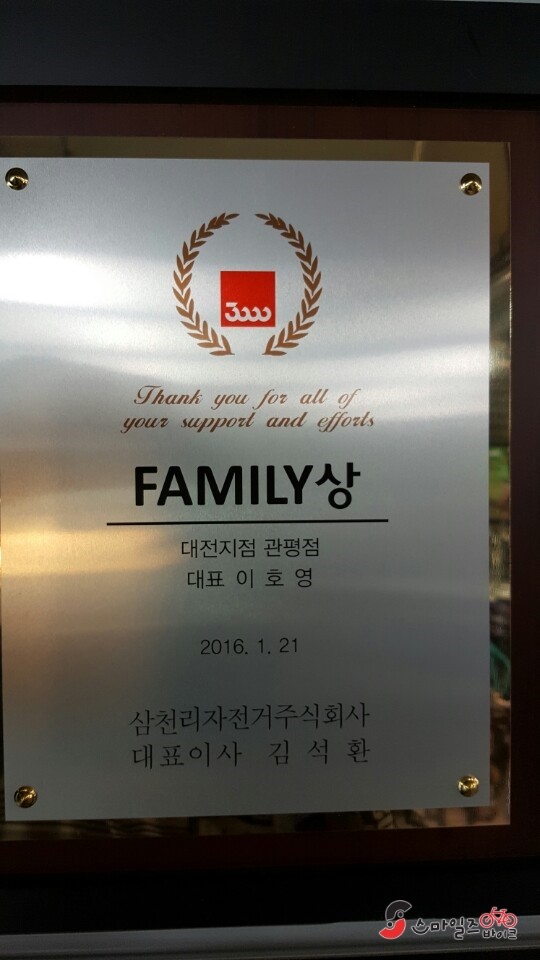 3000
Thank you for all of
your support and efforts
FAMILY상
대전지점 관평점
대표 이 호 영
2016. 1. 21
삼천리자전거주식회사
대표이사 김 석 환
스마일즈
바이크